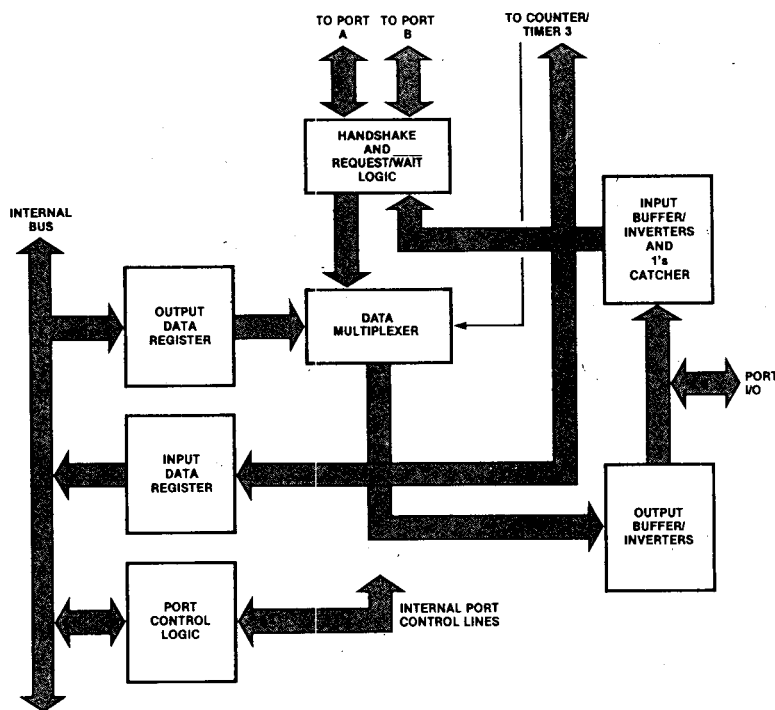 TO PORT
A
TO PORT
B
TO COUNTER/
TIMER 3
HANDSHAKE
AND
REQUEST/WAIT
LOGIC
INPUT
BUFFER/
INVERTERS
AND
1's
CATCHER
INTERNAL
BUS
OUTPUT
DATA
REGISTER
DATA
MULTIPLEXER
PORT
I/O
INPUT
DATA
REGISTER
OUTPUT
BUFFER/
INVERTERS
PORT
CONTROL
LOGIC
INTERNAL PORT
CONTROL LINES